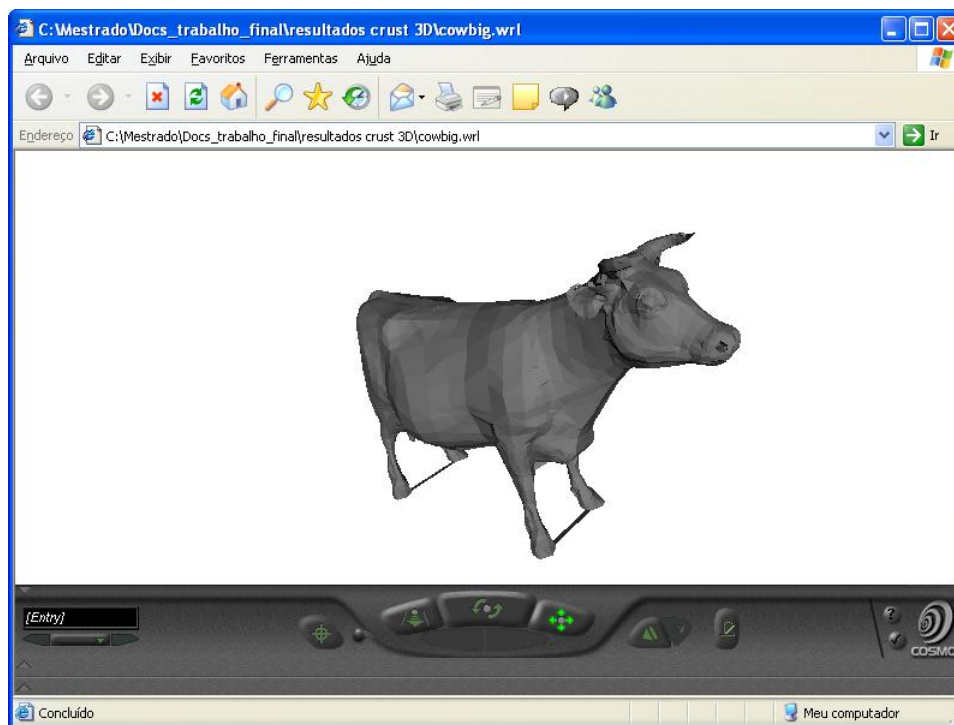 C:\Mestrado\Docs_trabalho_final\resultados crust 3D\cowbig.wrl
Arquivo Editar Exibir Favoritos Ferramentas Ajuda
Endereço C:\Mestrado\Docs_trabalho_final\resultados crust 3D\cowbig.wrl Ir
[Entry]
?
COSMO
Concluído Meu computador